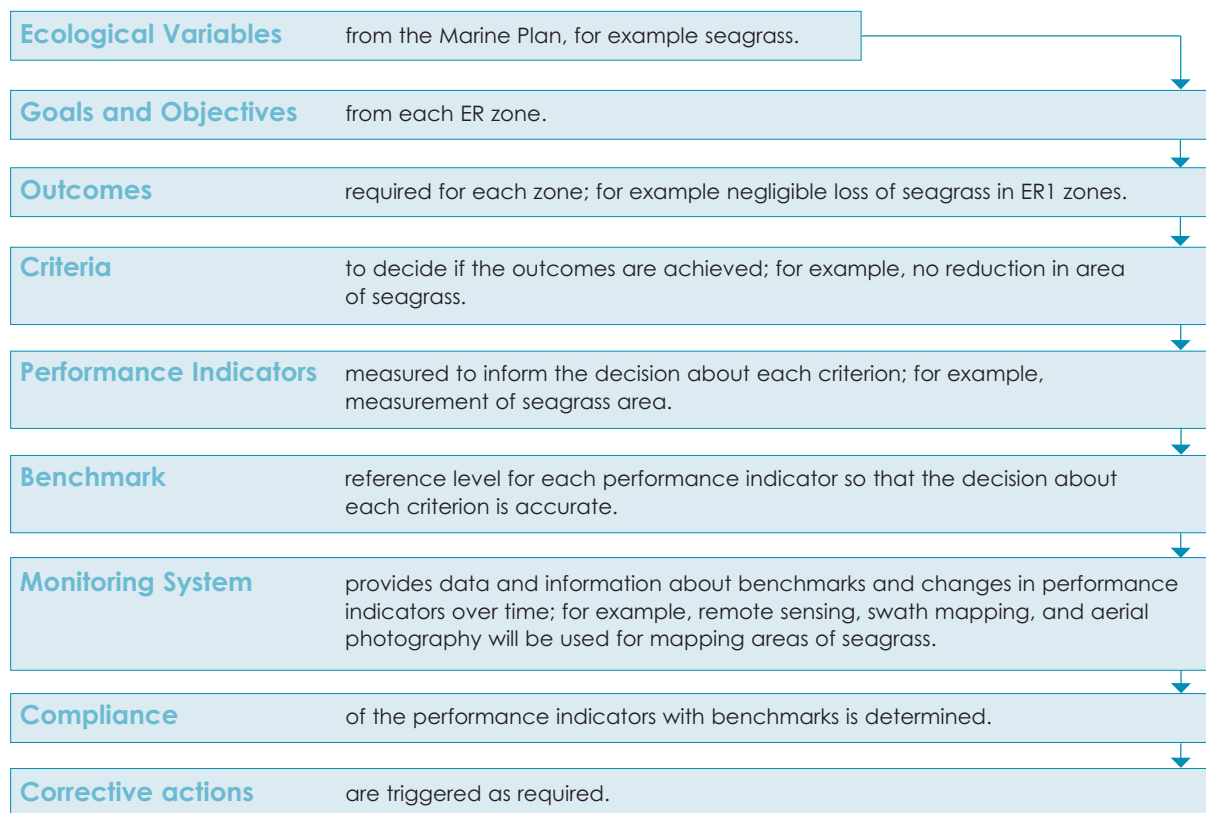 Ecological Variables from the Marine Plan, for example seagrass.
Goals and Objectives from each ER zone.
Outcomes required for each zone; for example negligible loss of seagrass in ER1 zones.
Criteria to decide if the outcomes are achieved; for example, no reduction in area
of seagrass.
Performance Indicators measured to inform the decision about each criterion; for example,
measurement of seagrass area.
Benchmark reference level for each performance indicator so that the decision about
each criterion is accurate.
Monitoring System provides data and information about benchmarks and changes in performance
indicators over time; for example, remote sensing, swath mapping, and aerial
photography will be used for mapping areas of seagrass.
Compliance of the performance indicators with benchmarks is determined.
Corrective actions are triggered as required.